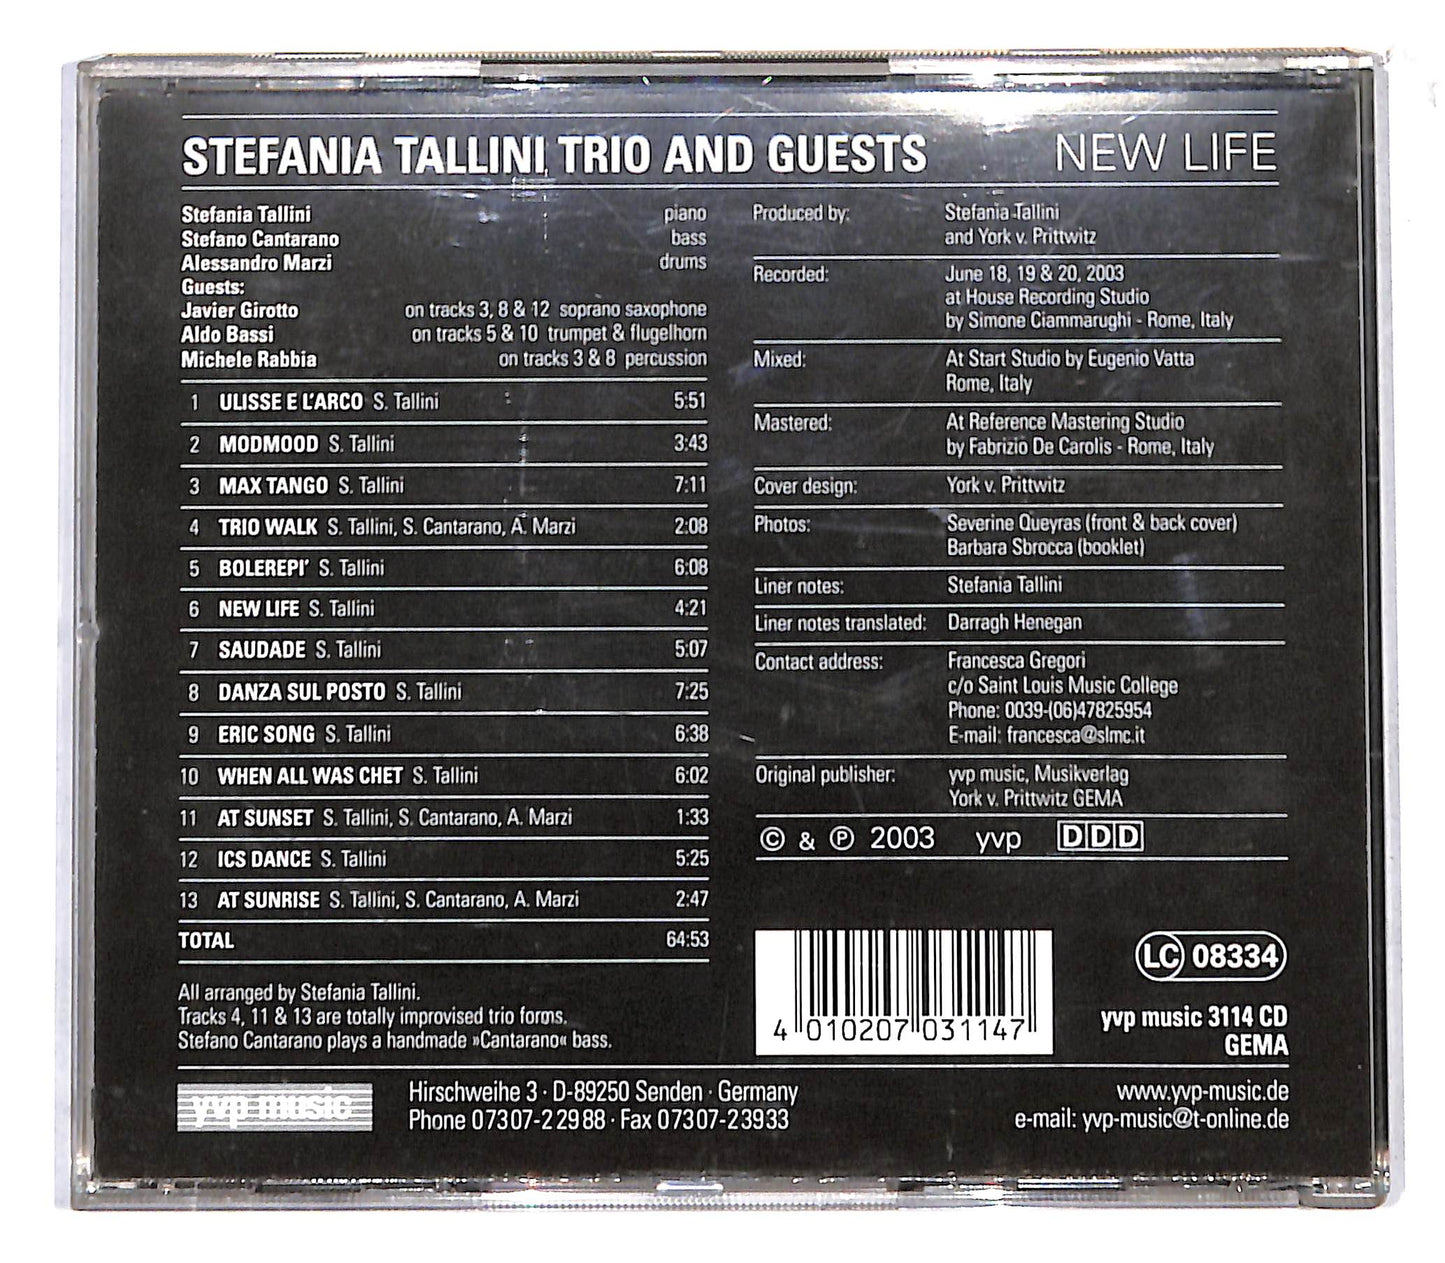 STEFANIA TALLINI TRIO AND GUESTS NEW LIFE
Stefania Tallini piano
Stefano Cantarano bass
Alessandro Marzi drums
Guests:
Javier Girotto on tracks 3, 8 & 12 soprano saxophone
Aldo Bassi on tracks 5 & 10 trumpet & flugelhorn
Michele Rabbia on tracks 3 & 8 percussion
1 ULISSE E L'ARCO S. Tallini 5:51
2 MODMOOD S. Tallini 3:43
3 MAX TANGO S. Tallini 7:11
4 TRIO WALK S. Tallini, S. Cantarano, A. Marzi 2:08
5 BOLEREPI' S. Tallini 6:08
6 NEW LIFE S. Tallini 4:21
7 SAUDADE S. Tallini 5:07
8 DANZA SUL POSTO S. Tallini 7:25
9 ERIC SONG S. Tallini 6:38
10 WHEN ALL WAS CHET S. Tallini 6:02
11 AT SUNSET S. Tallini, S. Cantarano, A. Marzi 1:33
12 ICS DANCE S. Tallini 5:25
13 AT SUNRISE S. Tallini, S. Cantarano, A. Marzi 2:47
TOTAL 64:53
All arranged by Stefania Tallini.
Tracks 4, 11 & 13 are totally improvised trio forms.
Stefano Cantarano plays a handmade »Cantarano« bass.
Produced by: Stefania Tallini
and York v. Prittwitz
Recorded: June 18, 19 & 20, 2003
at House Recording Studio
by Simone Ciammarughi - Rome, Italy
Mixed: At Start Studio by Eugenio Vatta
Rome, Italy
Mastered: At Reference Mastering Studio
by Fabrizio De Carolis - Rome, Italy
Cover design: York v. Prittwitz
Photos: Severine Queyras (front & back cover)
Barbara Sbrocca (booklet)
Liner notes: Stefania Tallini
Liner notes translated: Darragh Henegan
Contact address: Francesca Gregori
c/o Saint Louis Music College
Phone: 0039-(06)47825954
E-mail: francesca@slmc.it
Original publisher: yvp music, Musikverlag
York v. Prittwitz GEMA
© & ℗ 2003 yvp DDD
4 010207 031147
LC 08334
yvp music 3114 CD
GEMA
yvp music
Hirschweihe 3 · D-89250 Senden · Germany
Phone 07307-22988 · Fax 07307-23933
www.yvp-music.de
e-mail: yvp-music@t-online.de